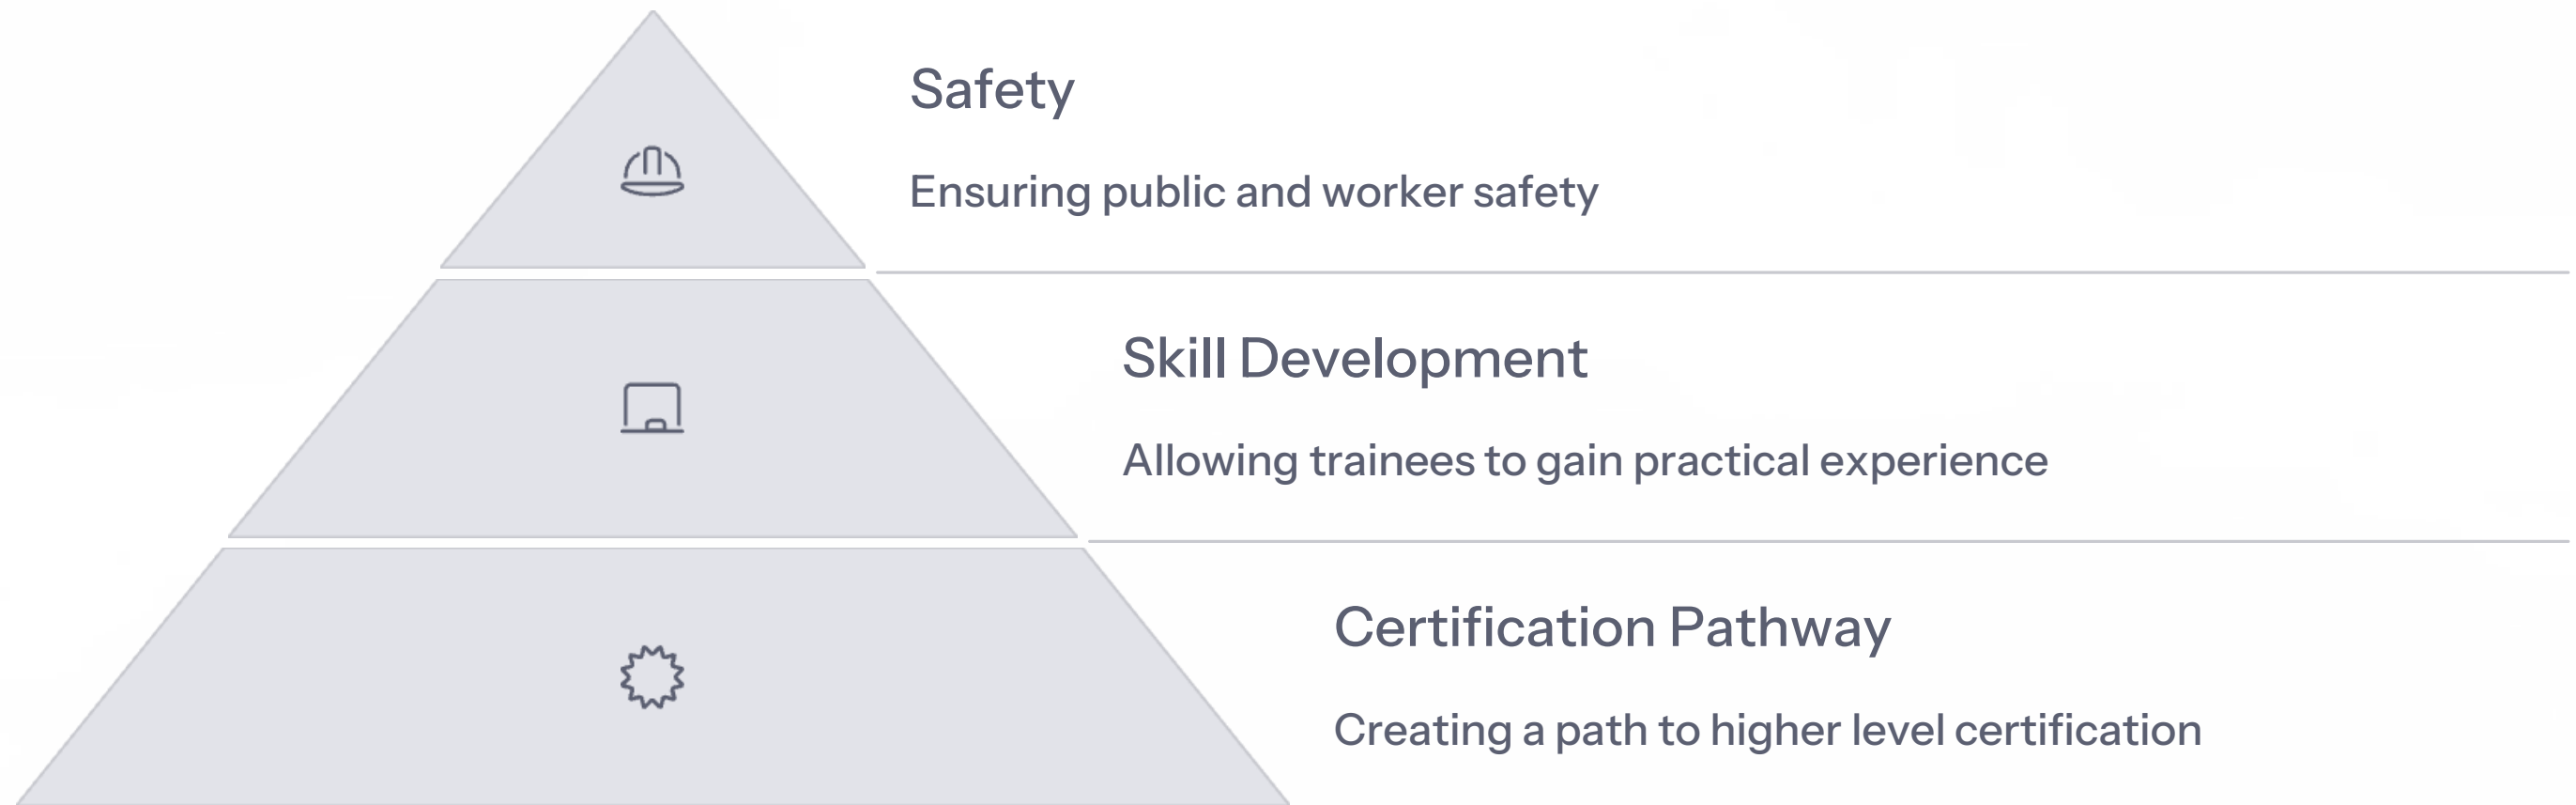 Safety
Ensuring public and worker safety
Skill Development
Allowing trainees to gain practical experience
Certification Pathway
Creating a path to higher level certification